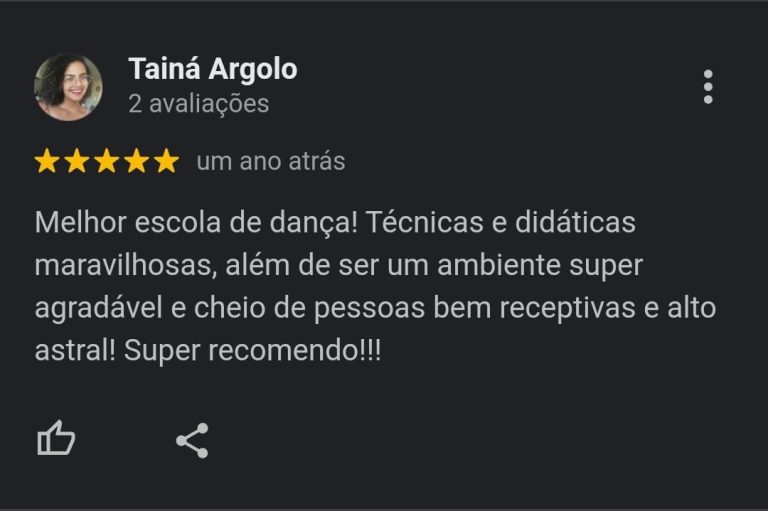 Tainá Argolo
2 avaliações
um ano atrás
Melhor escola de dança! Técnicas e didáticas
maravilhosas, além de ser um ambiente super
agradável e cheio de pessoas bem receptivas e alto
astral! Super recomendo!!!